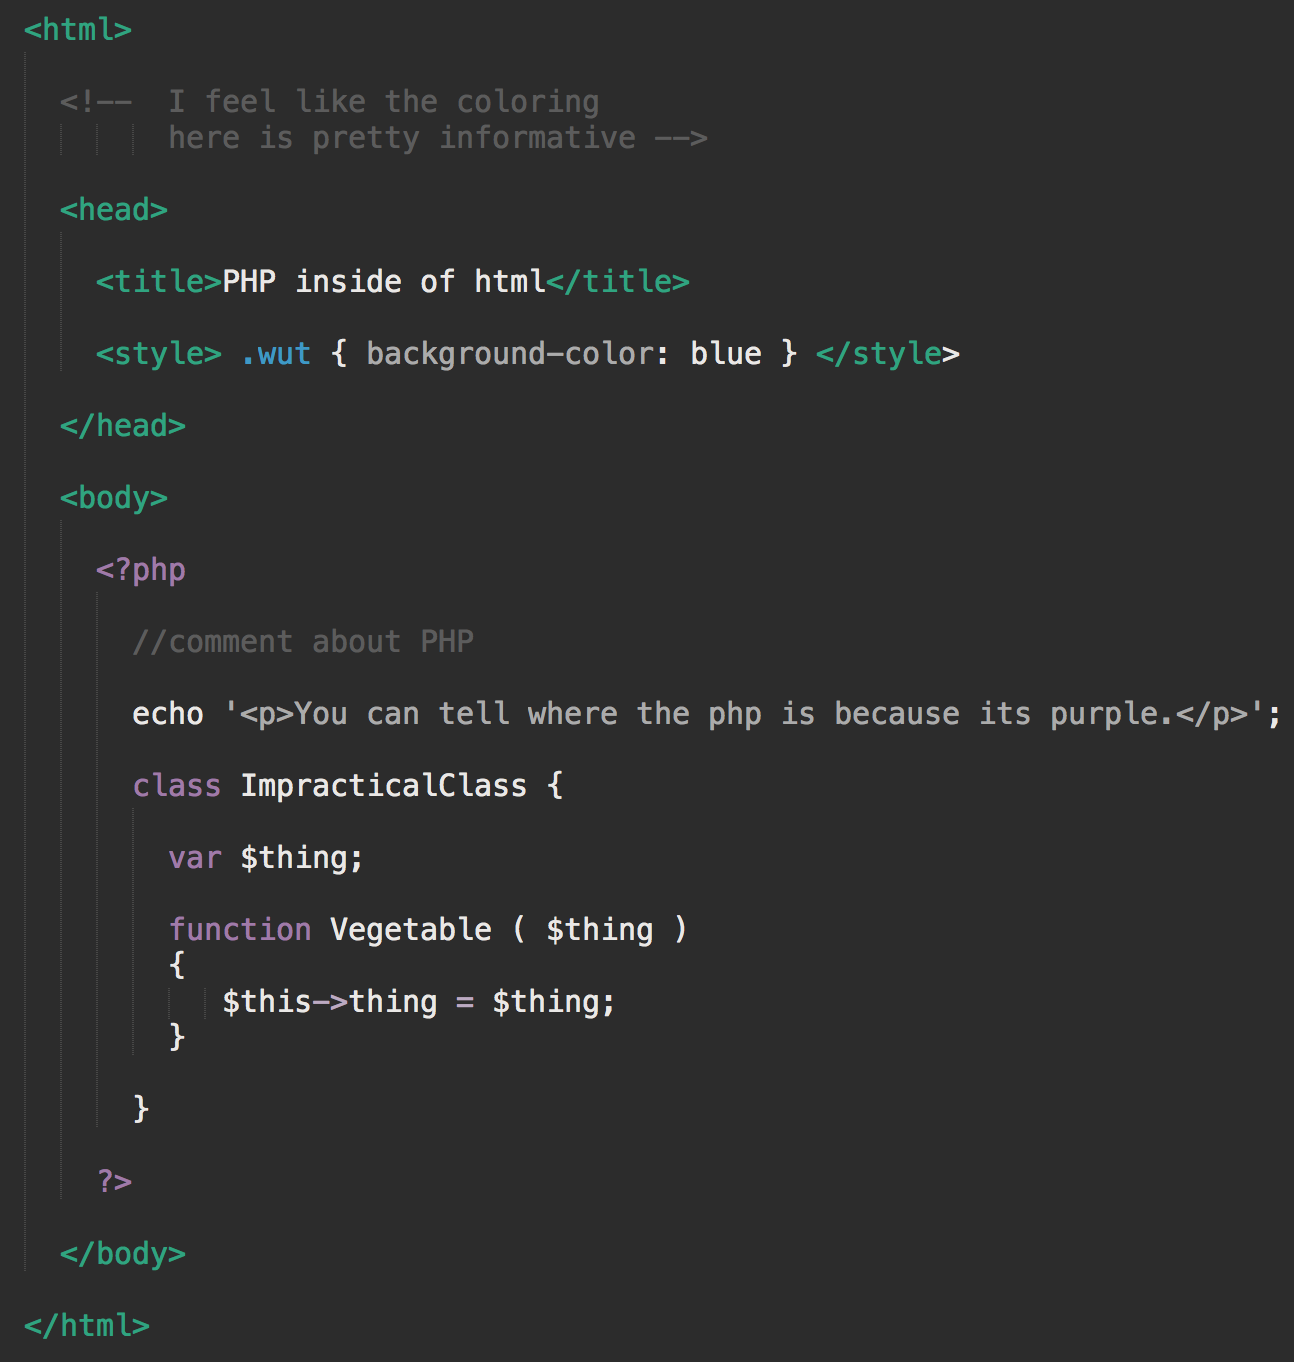 <html>
<!-- I feel like the coloring
here is pretty informative -->
<head>
<title>PHP inside of html</title>
<style> .wut { background-color: blue } </style>
</head>
<body>
<?php
//comment about PHP
echo '<p>You can tell where the php is because its purple.</p>';
class ImpracticalClass {
var $thing;
function Vegetable ( $thing )
{
$this->thing = $thing;
}
}
?>
</body>
</html>